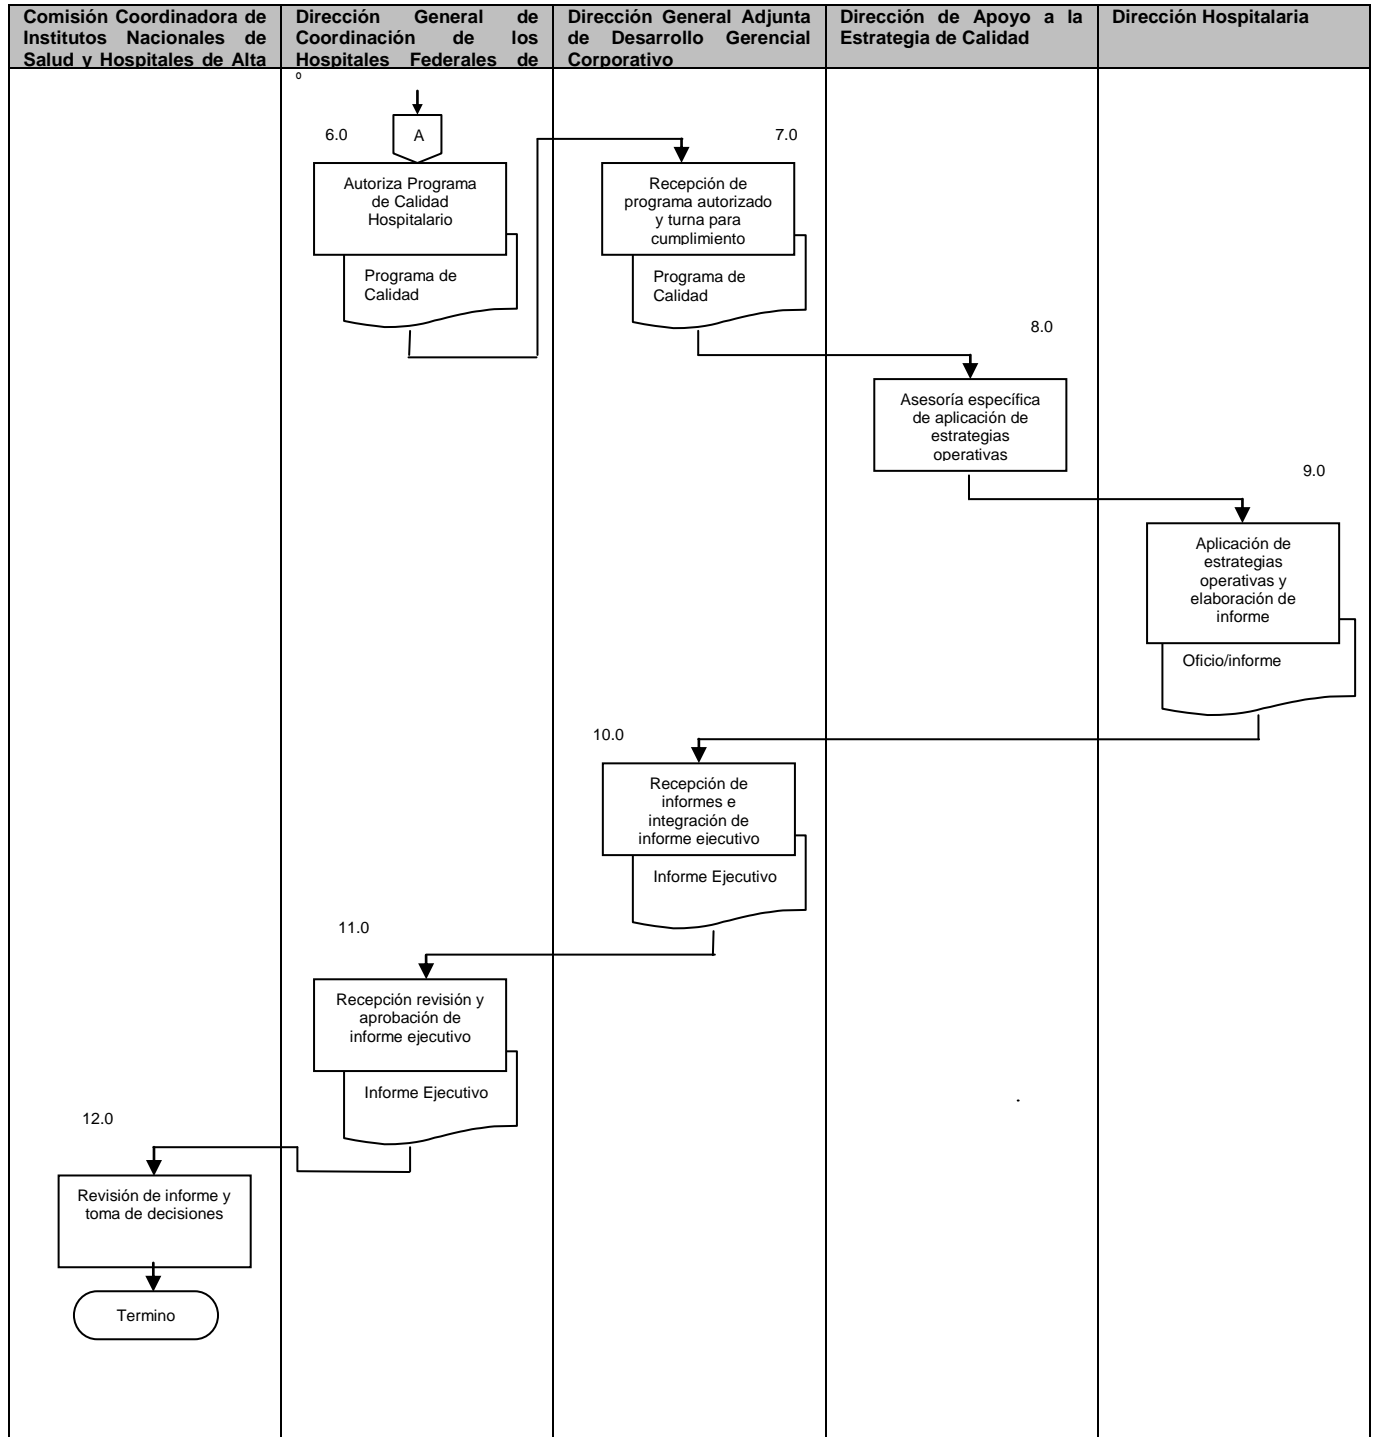 Comisión Coordinadora de
Institutos Nacionales de
Salud y Hospitales de Alta
Dirección General de
Coordinación de los
Hospitales Federales de
Dirección General Adjunta
de Desarrollo Gerencial
Corporativo
Dirección de Apoyo a la
Estrategia de Calidad
Dirección Hospitalaria
A
6.0
Autoriza Programa
de Calidad
Hospitalario
Programa de
Calidad
7.0
Recepción de
programa autorizado
y turna para
cumplimiento
Programa de
Calidad
8.0
Asesoría específica
de aplicación de
estrategias
operativas
9.0
Aplicación de
estrategias
operativas y
elaboración de
informe
Oficio/informe
10.0
Recepción de
informes e
integración de
informe ejecutivo
Informe Ejecutivo
11.0
Recepción revisión y
aprobación de
informe ejecutivo
Informe Ejecutivo
12.0
Revisión de informe y
toma de decisiones
Termino